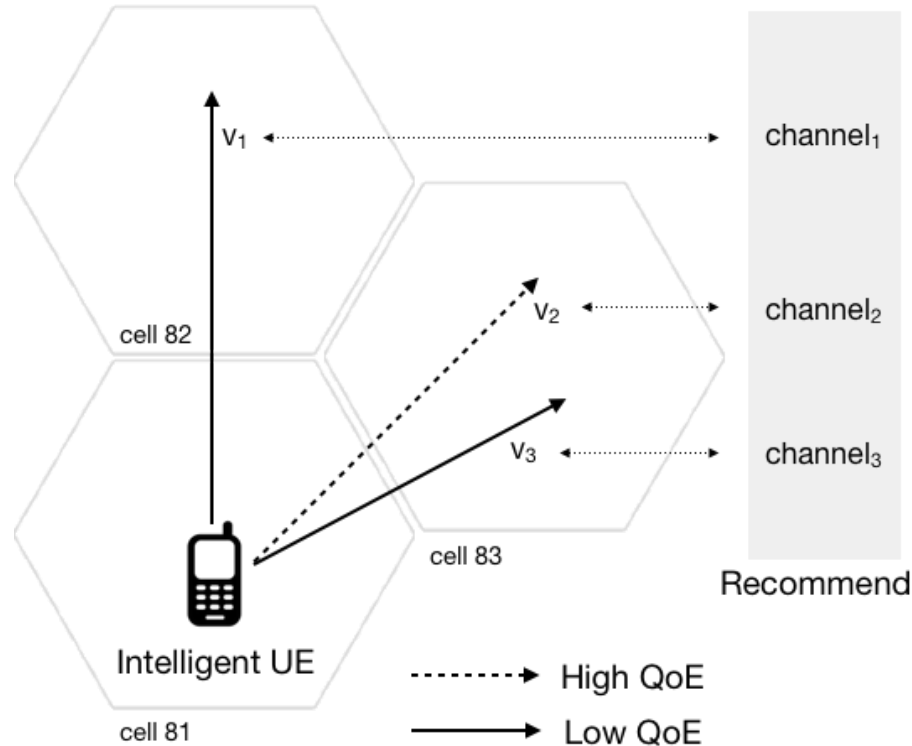 v₁
channel₁
cell 82
v₂
channel₂
v₃
channel₃
cell 83
Recommend
Intelligent UE
High QoE
cell 81
Low QoE